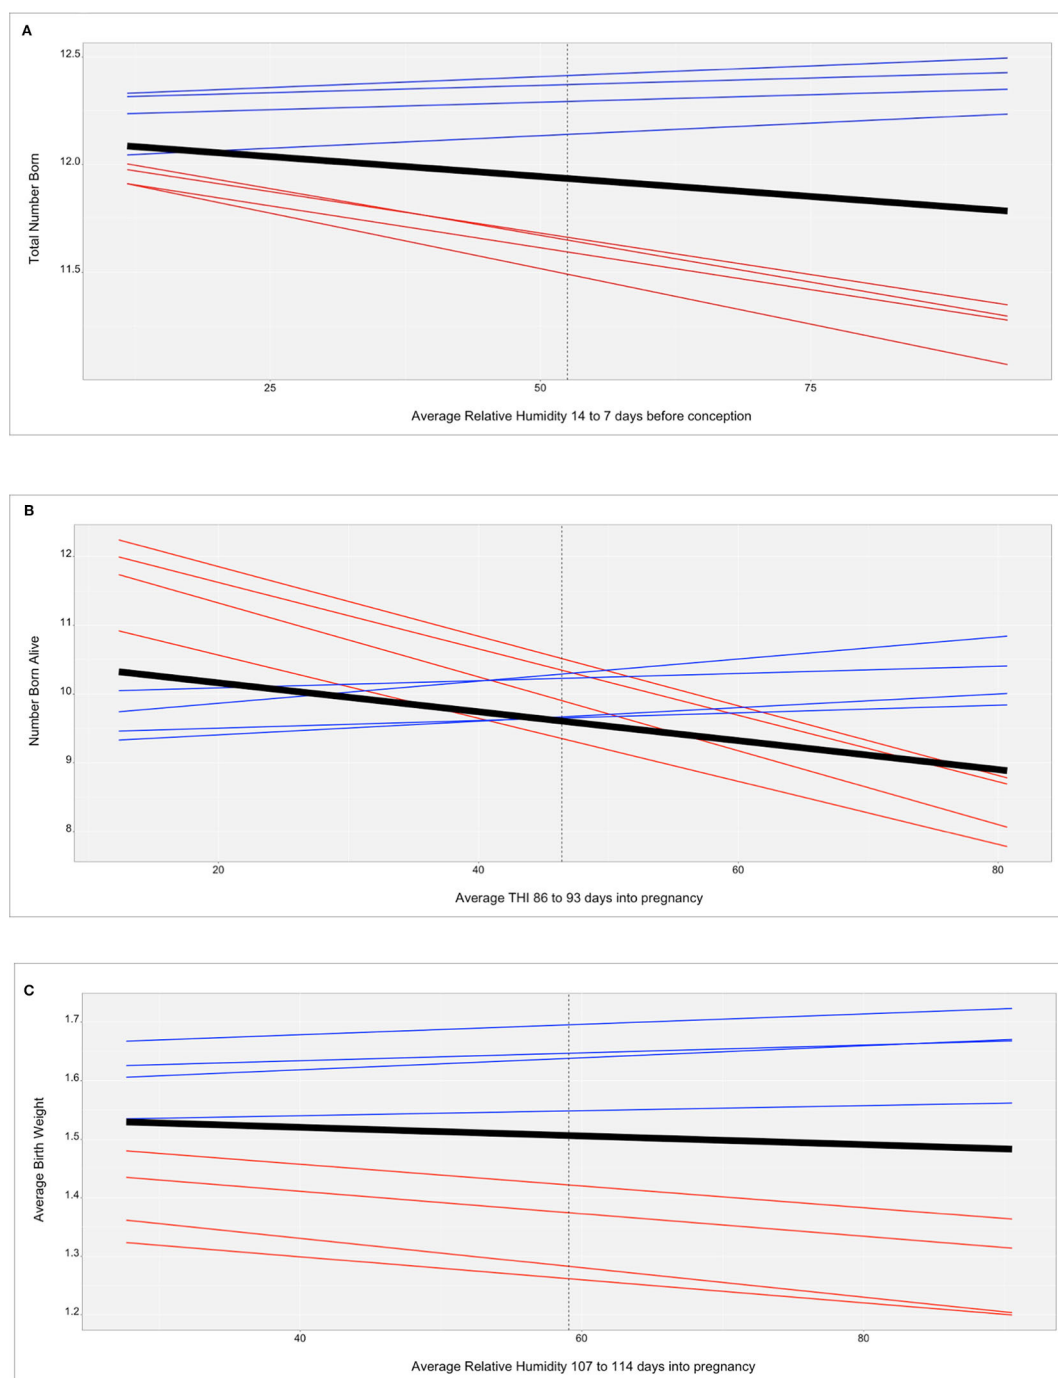 A
12.5
12.0
11.5
Total Number Born
25 50 75
Average Relative Humidity 14 to 7 days before conception
B
12
11
10
9
8
Number Born Alive
20 40 60 80
Average THI 86 to 93 days into pregnancy
C
1.7
1.6
1.5
1.4
1.3
1.2
Average Birth Weight
40 60 80
Average Relative Humidity 107 to 114 days into pregnancy